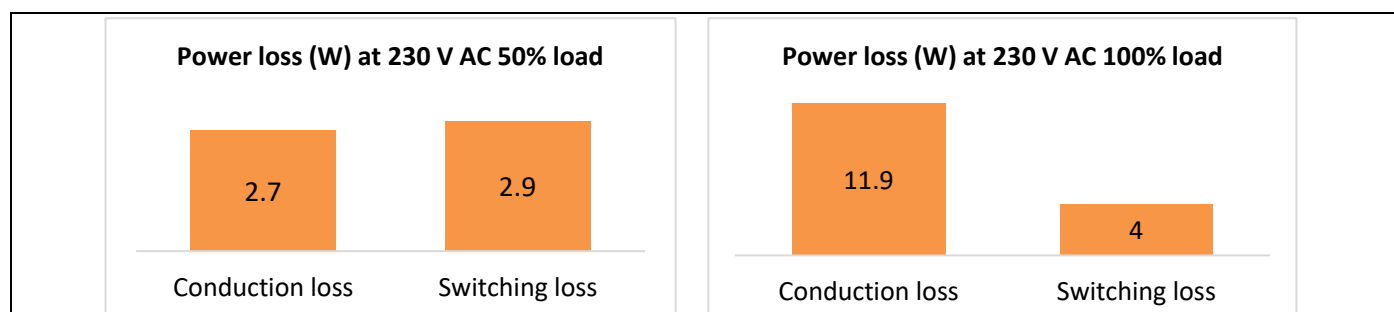 Power loss (W) at 230 V AC 50% load
2.7
2.9
Conduction loss
Switching loss
Power loss (W) at 230 V AC 100% load
11.9
4
Conduction loss
Switching loss